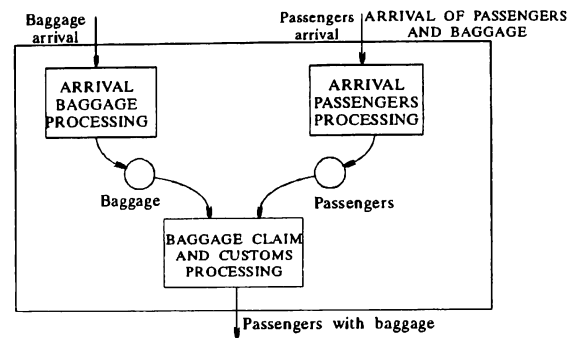 Baggage
arrival
Passengers
arrival
ARRIVAL OF PASSENGERS
AND BAGGAGE
ARRIVAL
BAGGAGE
PROCESSING
ARRIVAL
PASSENGERS
PROCESSING
Baggage
Passengers
BAGGAGE CLAIM
AND CUSTOMS
PROCESSING
Passengers with baggage